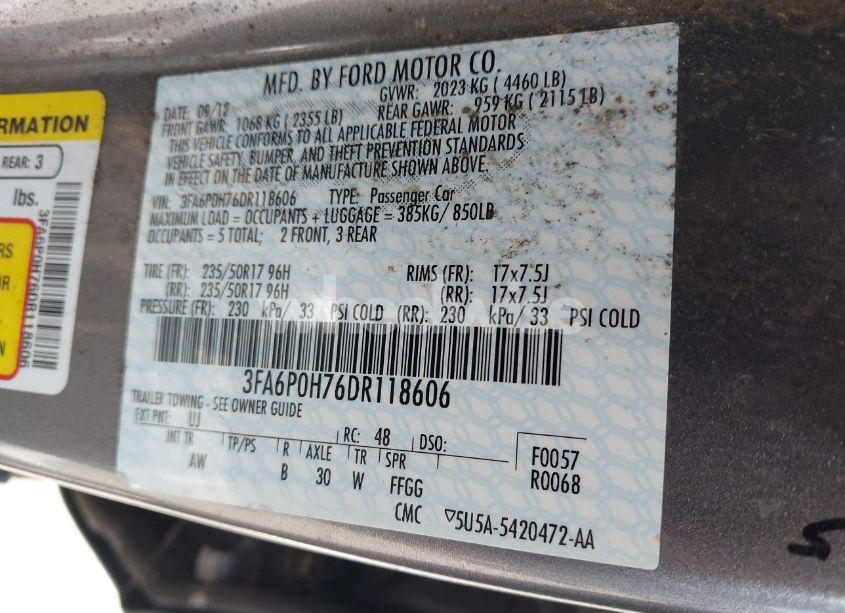 MFD. BY FORD MOTOR CO.
DATE: 09/12 GVWR: 2023 KG ( 4460 LB)
FRONT GAWR: 1068 KG ( 2355 LB) REAR GAWR: 959 KG ( 2115 LB)
THIS VEHICLE CONFORMS TO ALL APPLICABLE FEDERAL MOTOR
VEHICLE SAFETY, BUMPER, AND THEFT PREVENTION STANDARDS
IN EFFECT ON THE DATE OF MANUFACTURE SHOWN ABOVE.
VIN: 3FA6P0H76DR118606 TYPE: Passenger Car
MAXIMUM LOAD = OCCUPANTS + LUGGAGE = 385KG/ 850LB
OCCUPANTS = 5 TOTAL; 2 FRONT, 3 REAR
TIRE (FR): 235/50R17 96H RIMS (FR): 17x7.5J
(RR): 235/50R17 96H (RR): 17x7.5J
PRESSURE (FR): 230 kPa/ 33 PSI COLD (RR): 230 kPa/ 33 PSI COLD
3FA6P0H76DR118606
TRAILER TOWING - SEE OWNER GUIDE
EXT PNT: UJ RC: 48 DSO: F0057
INT TR TP/PS R AXLE TR SPR R0068
AW B 30 W FFGG
CMC ▽5U5A-5420472-AA
ORMATION
REAR: 3
lbs.
3FA6P0H76DR118606
RS
OR
N